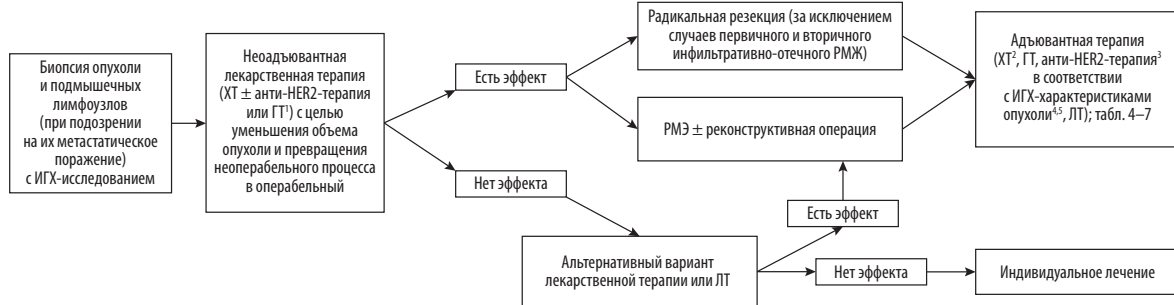 Биопсия опухоли
и подмышечных
лимфоузлов
(при подозрении
на их метастатическое
поражение)
с ИГХ-исследованием
Неоадъювантная
лекарственная терапия
(ХТ ± анти-HER2-терапия
или ГТ¹) с целью
уменьшения объема
опухоли и превращения
неоперабельного процесса
в операбельный
Есть эффект
Нет эффекта
Радикальная резекция (за исключением
случаев первичного и вторичного
инфильтративно-отечного РМЖ)
РМЭ ± реконструктивная операция
Адъювантная терапия
(ХТ², ГТ, анти-HER2-терапия³
в соответствии
с ИГХ-характеристиками
опухоли⁴,⁵, ЛТ); табл. 4–7
Есть эффект
Альтернативный вариант
лекарственной терапии или ЛТ
Нет эффекта
Индивидуальное лечение